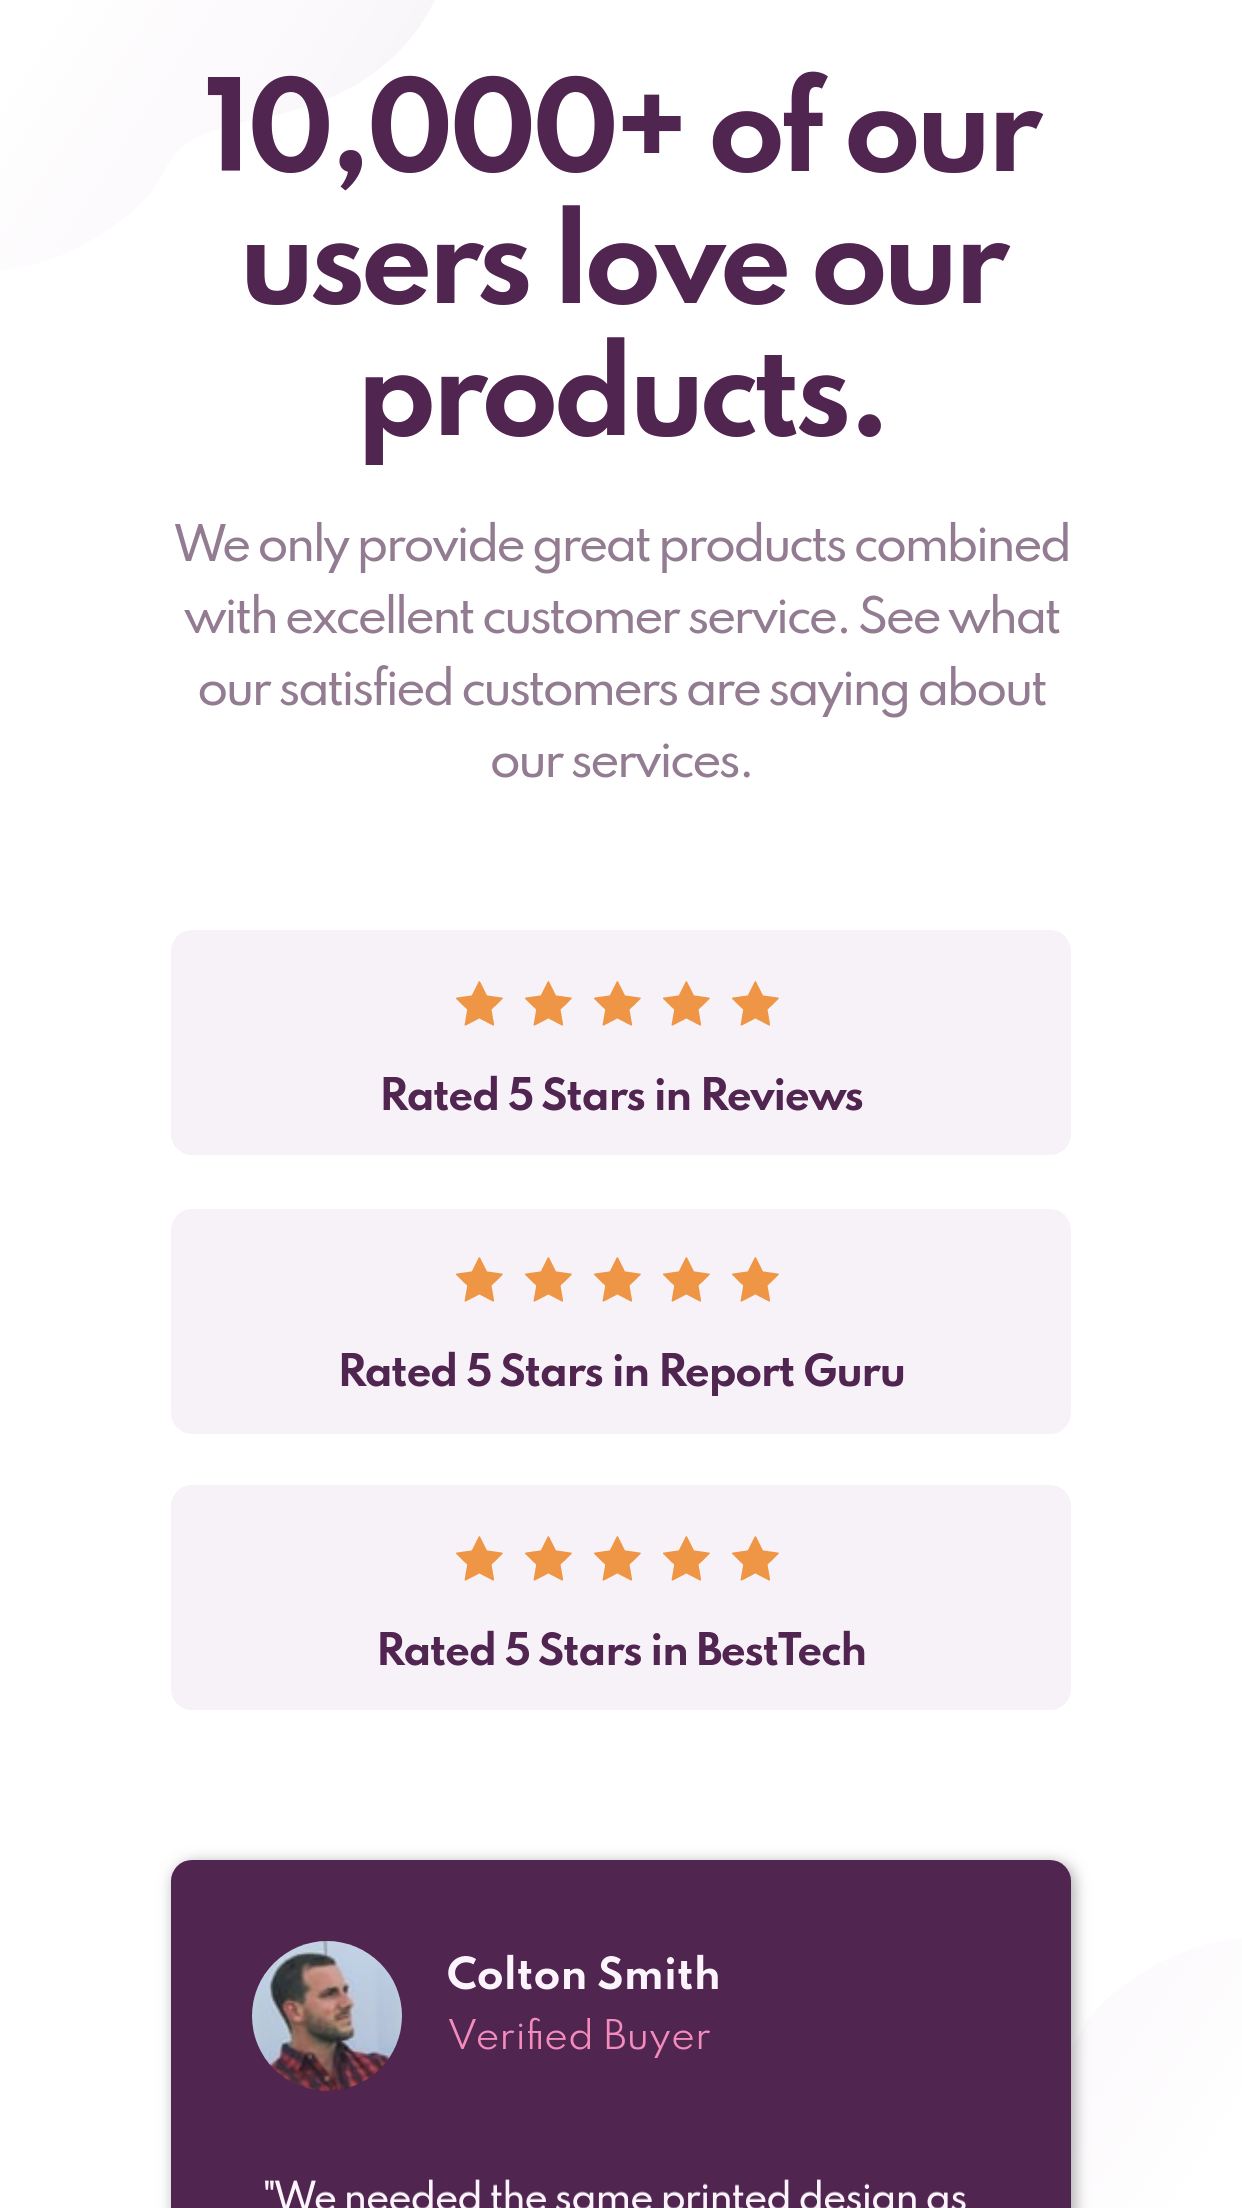 10,000+ of our
users love our
products.
We only provide great products combined
with excellent customer service. See what
our satisfied customers are saying about
our services.
Rated 5 Stars in Reviews
Rated 5 Stars in Report Guru
Rated 5 Stars in BestTech
Colton Smith
Verified Buyer
"We needed the same printed design as